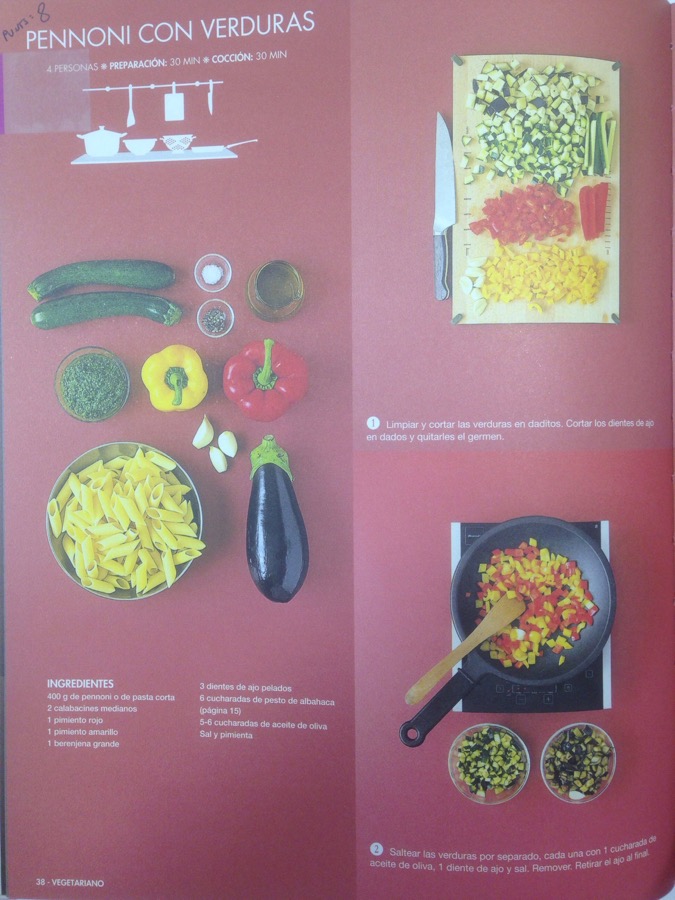 Puntos: 8
PENNONI CON VERDURAS
4 PERSONAS ❋ PREPARACIÓN: 30 MIN ❋ COCCIÓN: 30 MIN
INGREDIENTES
400 g de pennoni o de pasta corta
2 calabacines medianos
1 pimiento rojo
1 pimiento amarillo
1 berenjena grande
3 dientes de ajo pelados
6 cucharadas de pesto de albahaca
(página 15)
5-6 cucharadas de aceite de oliva
Sal y pimienta
38 - VEGETARIANO
1 Limpiar y cortar las verduras en daditos. Cortar los dientes de ajo
en dados y quitarles el germen.
2 Saltear las verduras por separado, cada una con 1 cucharada de
aceite de oliva, 1 diente de ajo y sal. Remover. Retirar el ajo al final.